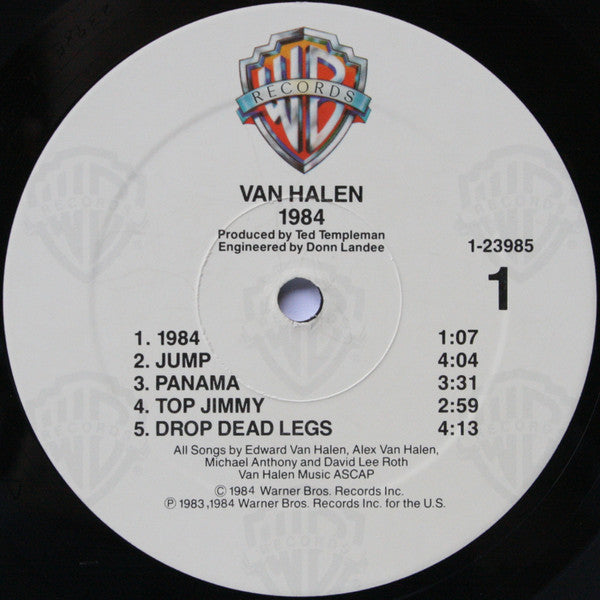 WB
RECORDS
VAN HALEN
1984
Produced by Ted Templeman
Engineered by Donn Landee
1-23985
1
1. 1984 1:07
2. JUMP 4:04
3. PANAMA 3:31
4. TOP JIMMY 2:59
5. DROP DEAD LEGS 4:13
All Songs by Edward Van Halen, Alex Van Halen,
Michael Anthony and David Lee Roth
Van Halen Music ASCAP
Ⓒ 1984 Warner Bros. Records Inc.
Ⓟ 1983, 1984 Warner Bros. Records Inc. for the U.S.